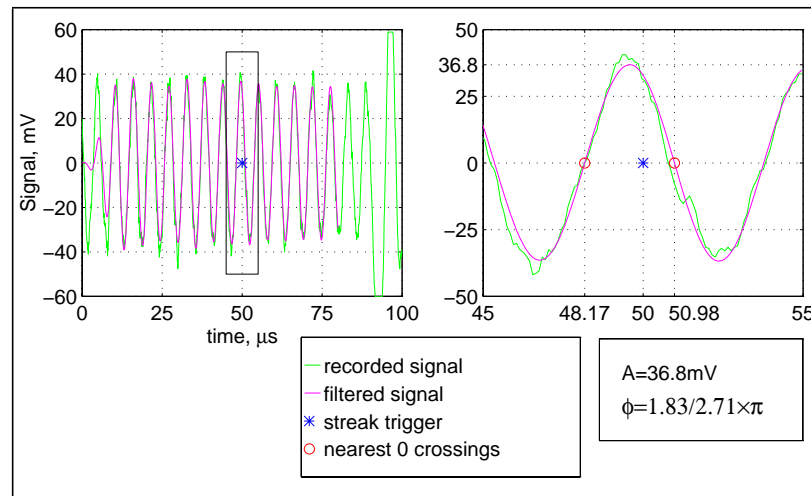 60
40
20
0
−20
−40
−60
Signal, mV
0
25
50
75
100
time, μs
50
36.8
25
0
−25
−50
45
48.17
50
50.98
55
recorded signal
filtered signal
streak trigger
nearest 0 crossings
A=36.8mV
ϕ=1.83/2.71×π